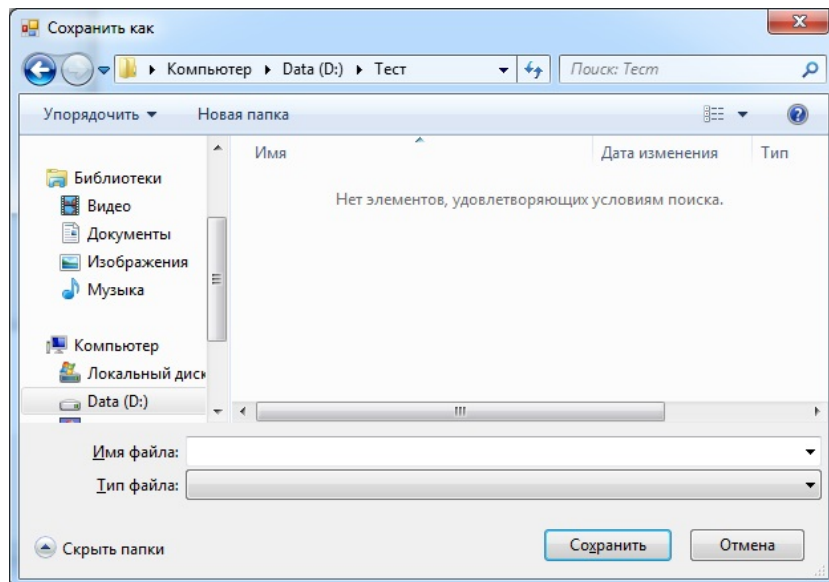 Сохранить как
Компьютер Data (D:) Тест Поиск: Тест
Упорядочить Новая папка
Имя Дата изменения Тип
Нет элементов, удовлетворяющих условиям поиска.
Библиотеки
Видео
Документы
Изображения
Музыка
Компьютер
Локальный диск
Data (D:)
Имя файла:
Тип файла:
Скрыть папки Сохранить Отмена